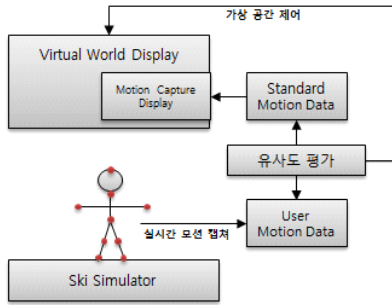 가상 공간 제어
Virtual World Display
Motion Capture
Display
Standard
Motion Data
유사도 평가
실시간 모션 캡쳐
User
Motion Data
Ski Simulator